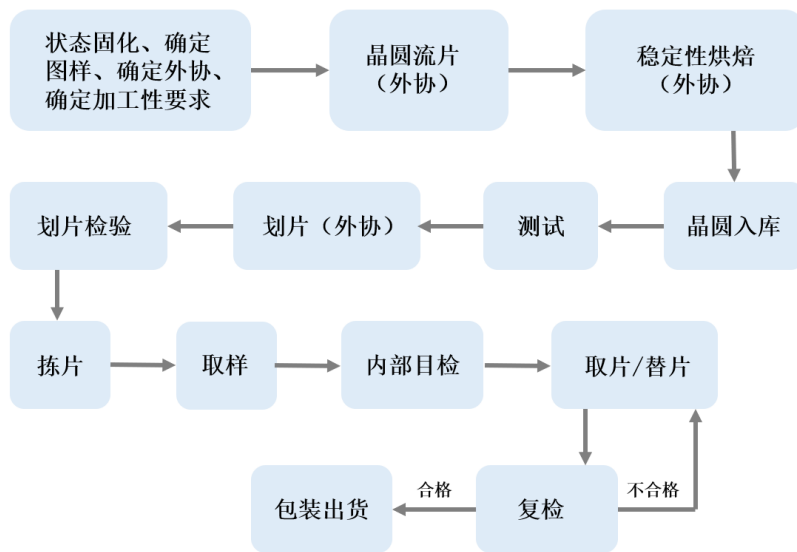 状态固化、确定
图样、确定外协、
确定加工性要求
晶圆流片
（外协）
稳定性烘焙
（外协）
晶圆入库
测试
划片（外协）
划片检验
拣片
取样
内部目检
取片/替片
复检
合格
不合格
包装出货